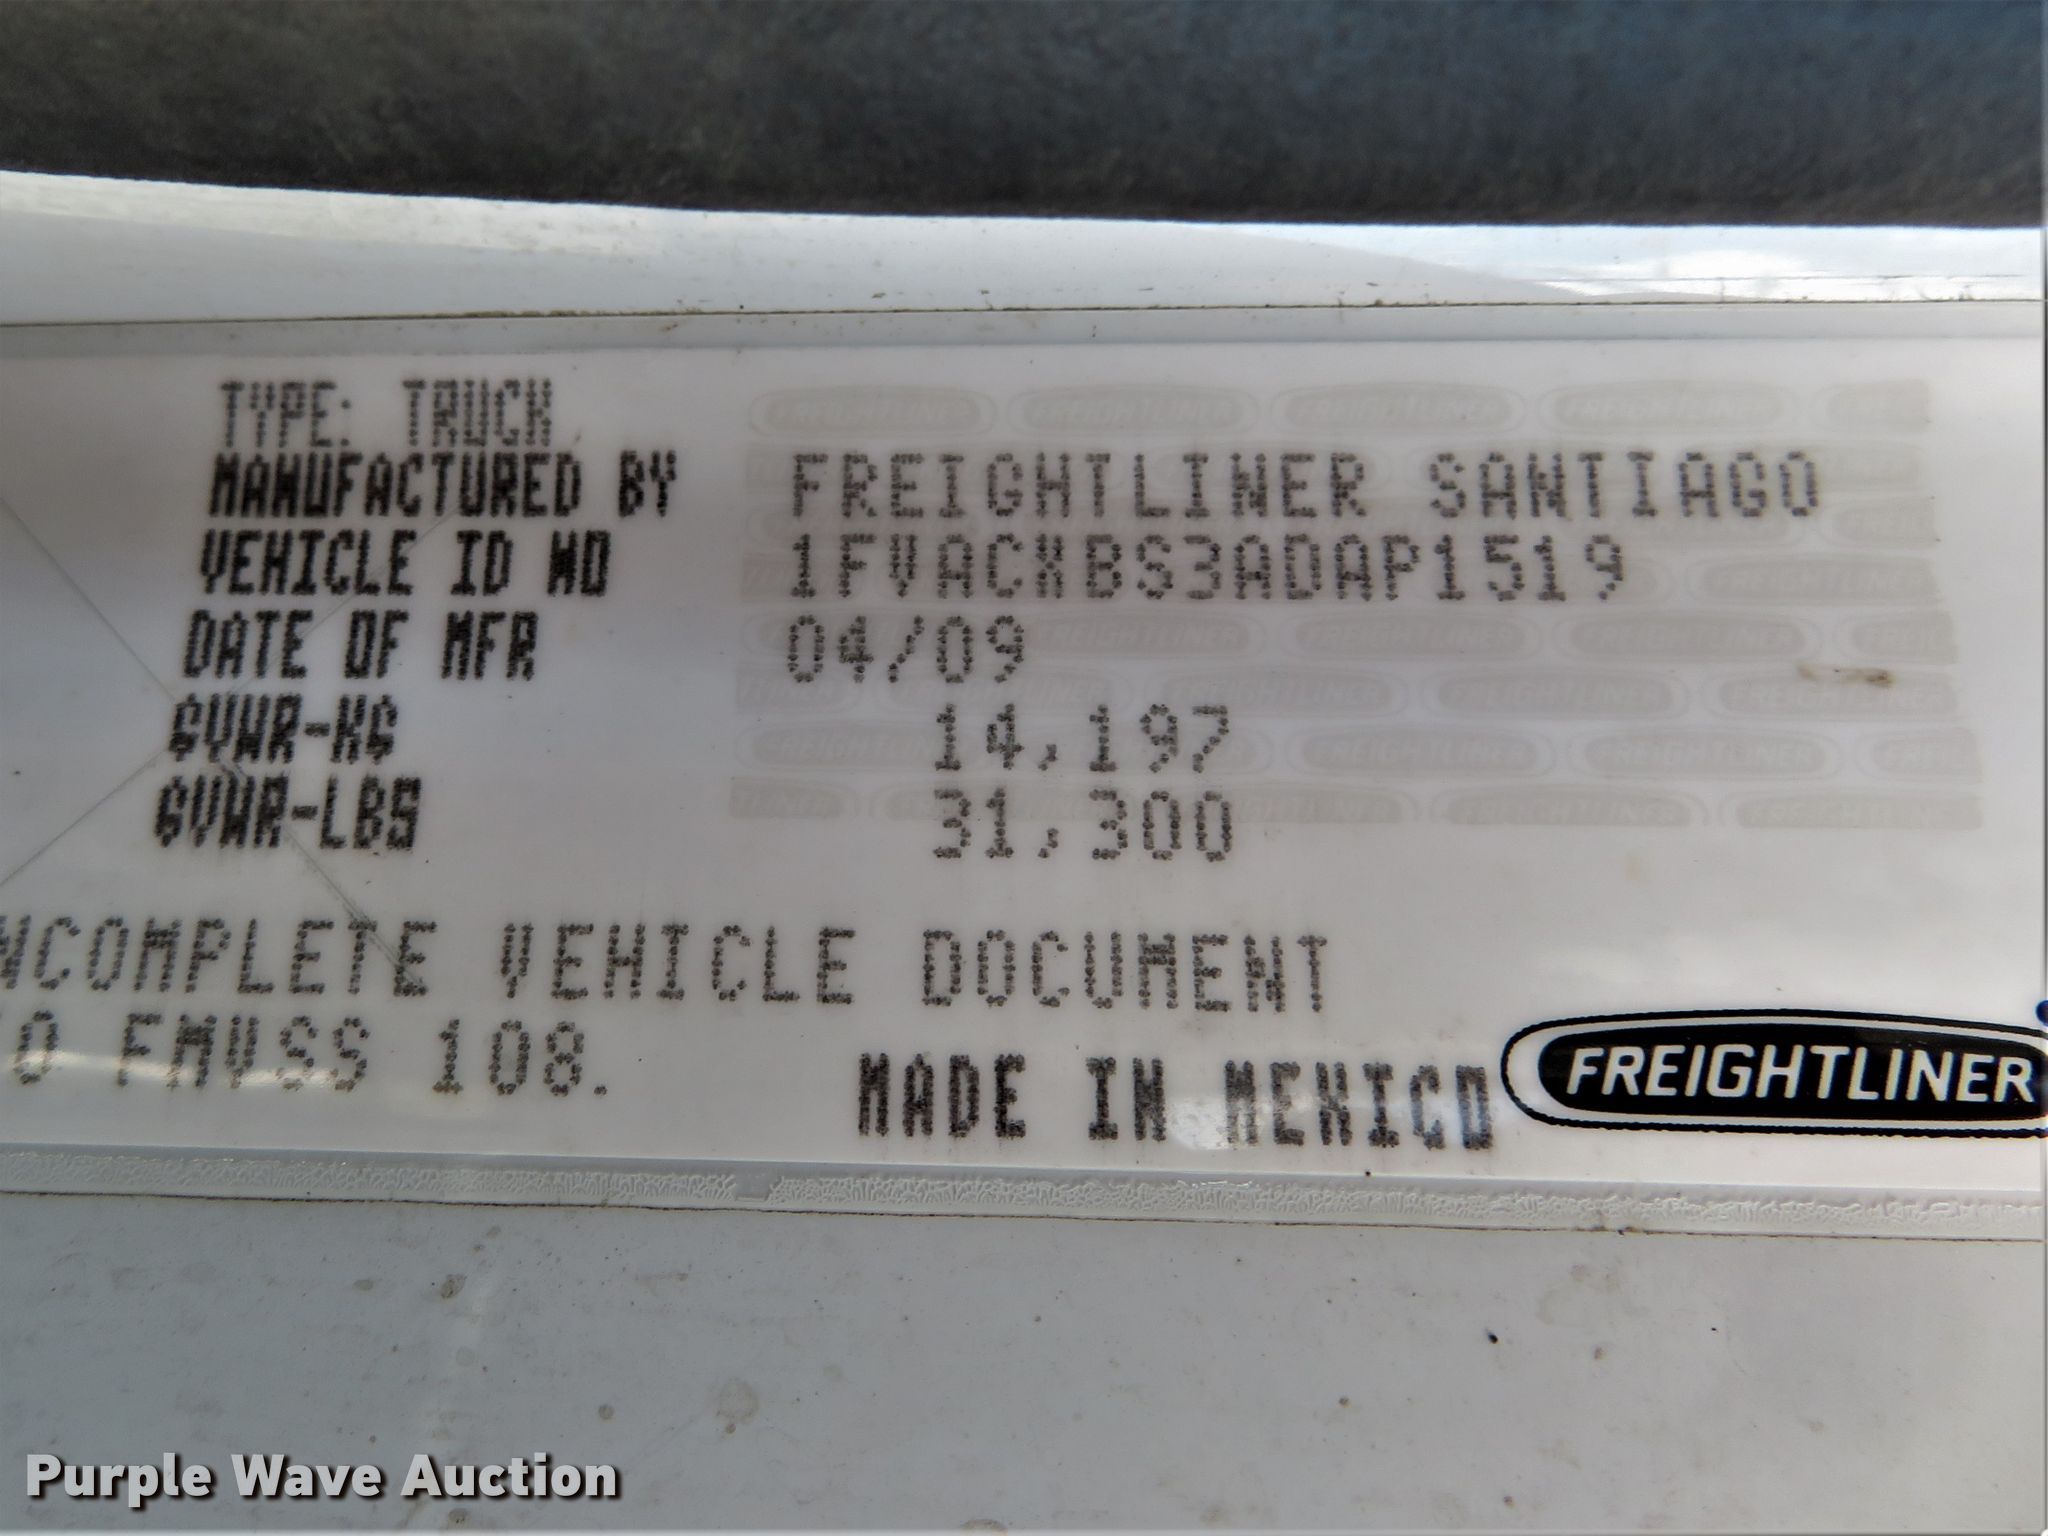 TYPE: TRUCK
MANUFACTURED BY FREIGHTLINER SANTIAGO
VEHICLE ID NO 1FVACXBS3ADAP1519
DATE OF MFR 04/09
GVWR-KG 14,197
GVWR-LBS 31,300
NCOMPLETE VEHICLE DOCUMENT
TO FMVSS 108.
MADE IN MEXICO
FREIGHTLINER
Purple Wave Auction